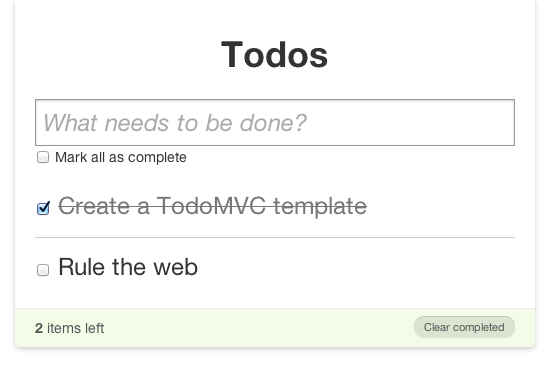 Todos
What needs to be done?
Mark all as complete
Create a TodoMVC template
Rule the web
2 items left
Clear completed